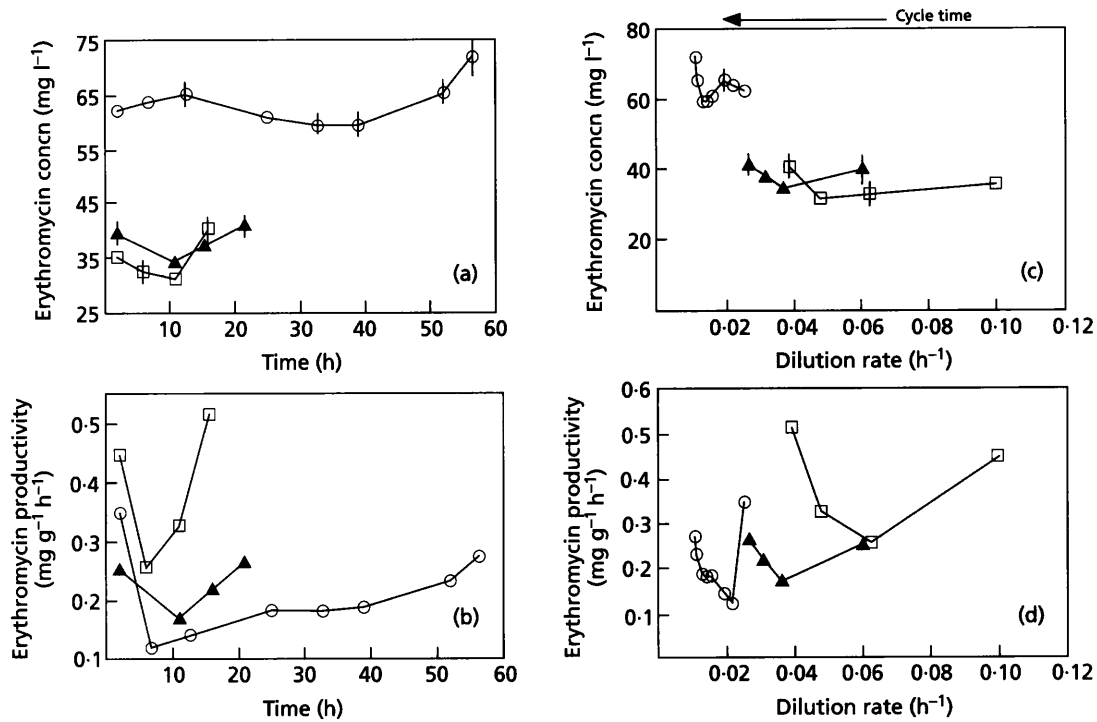 Erythromycin concn (mg l⁻¹)
75
65
55
45
35
25
(a)
10 20 30 40 50 60
Time (h)
Cycle time
Erythromycin concn (mg l⁻¹)
80
60
40
20
(c)
0·02 0·04 0·06 0·08 0·10 0·12
Dilution rate (h⁻¹)
Erythromycin productivity
(mg g⁻¹ h⁻¹)
0·5
0·4
0·3
0·2
0·1
(b)
10 20 30 40 50 60
Time (h)
Erythromycin productivity
(mg g⁻¹ h⁻¹)
0·6
0·5
0·4
0·3
0·2
0·1
(d)
0·02 0·04 0·06 0·08 0·10 0·12
Dilution rate (h⁻¹)